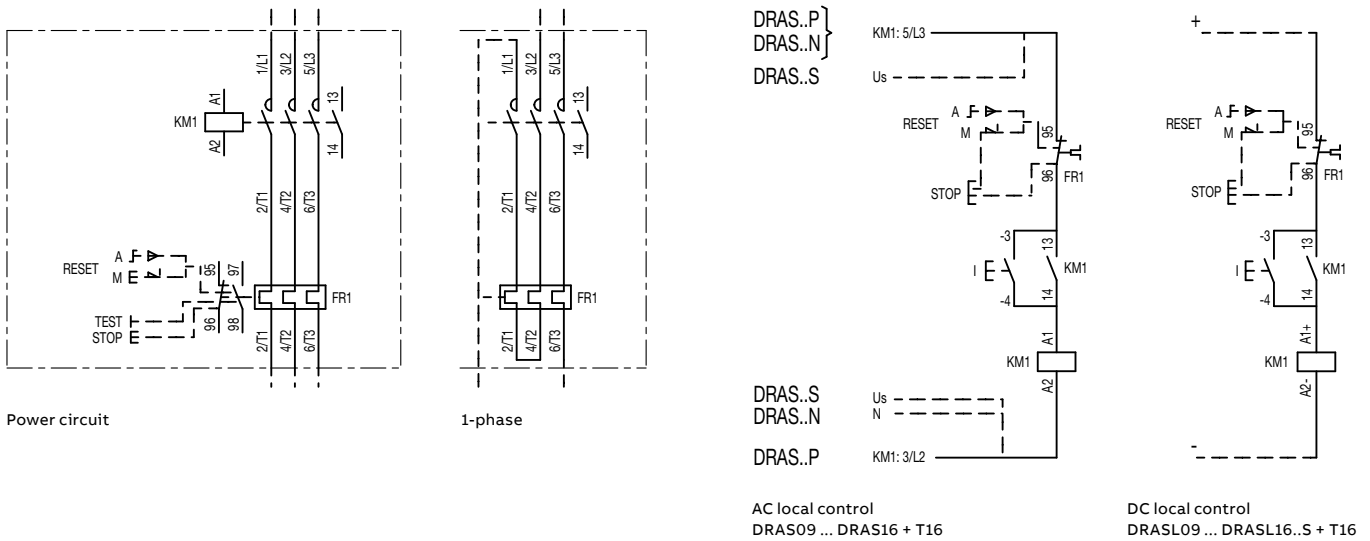 1/L1
3/L2
5/L3
A1
A2
KM1
13
14
2/T1
4/T2
6/T3
RESET
A
M
95
97
96
98
TEST
STOP
FR1
2/T1
4/T2
6/T3
Power circuit
1/L1
3/L2
5/L3
13
14
2/T1
4/T2
6/T3
FR1
2/T1
4/T2
6/T3
1-phase
DRAS..P
DRAS..N
KM1: 5/L3
DRAS..S
Us
RESET
A
M
95
96
FR1
STOP
-3
13
I
KM1
-4
14
A1
KM1
A2
DRAS..S
Us
DRAS..N
N
DRAS..P
KM1: 3/L2
AC local control
DRAS09 ... DRAS16 + T16
+
RESET
A
M
95
96
FR1
STOP
-3
13
I
KM1
-4
14
A1+
KM1
A2-
-
DC local control
DRASL09 ... DRASL16..S + T16